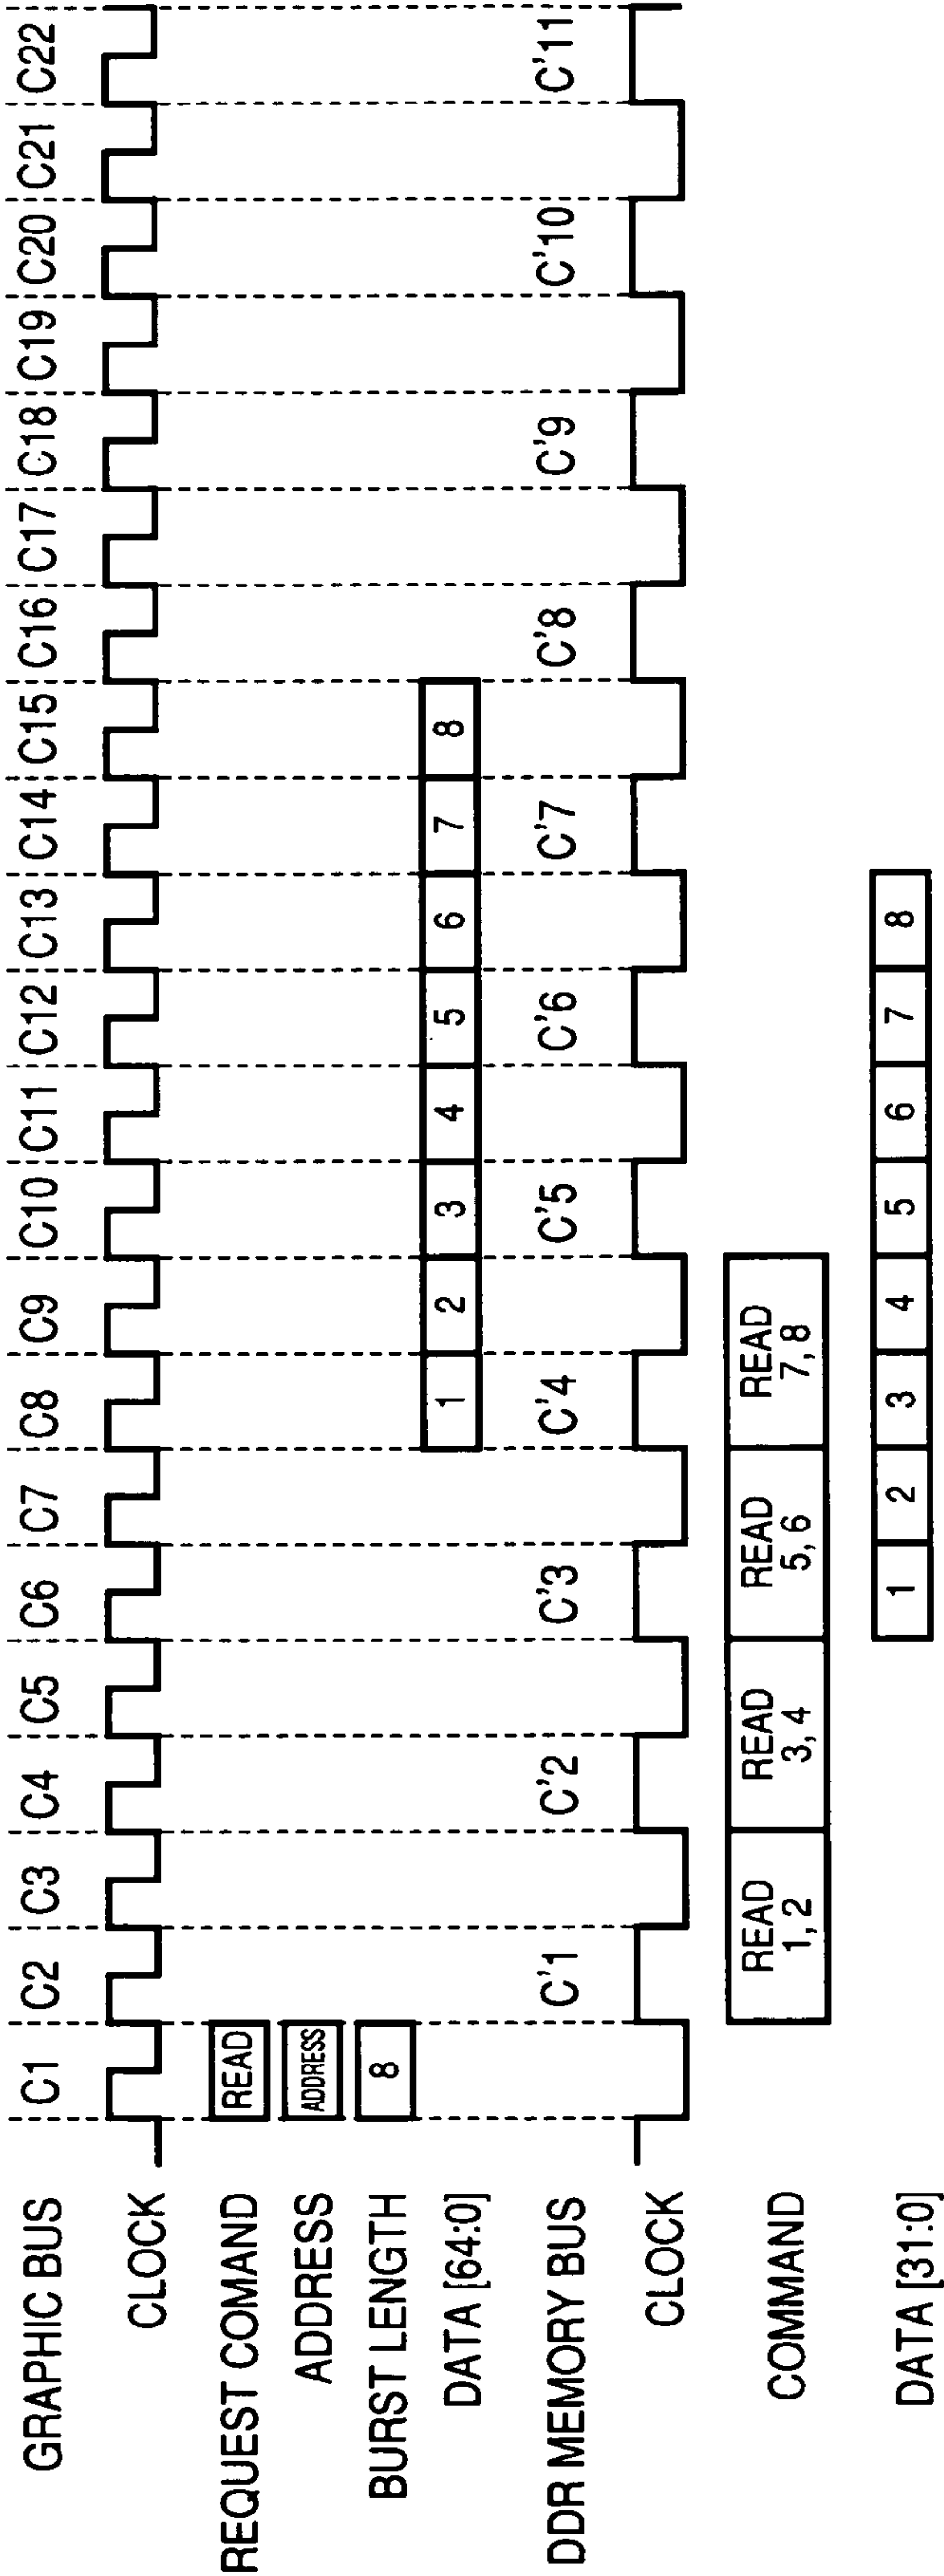 GRAPHIC BUS C1 C2 C3 C4 C5 C6 C7 C8 C9 C10 C11 C12 C13 C14 C15 C16 C17 C18 C19 C20 C21 C22
CLOCK
REQUEST COMAND READ
ADDRESS ADDRESS
BURST LENGTH 8
DATA [64:0] 1 2 3 4 5 6 7 8
DDR MEMORY BUS C'1 C'2 C'3 C'4 C'5 C'6 C'7 C'8 C'9 C'10 C'11
CLOCK
COMMAND READ 1, 2 READ 3, 4 READ 5, 6 READ 7, 8
DATA [31:0] 1 2 3 4 5 6 7 8